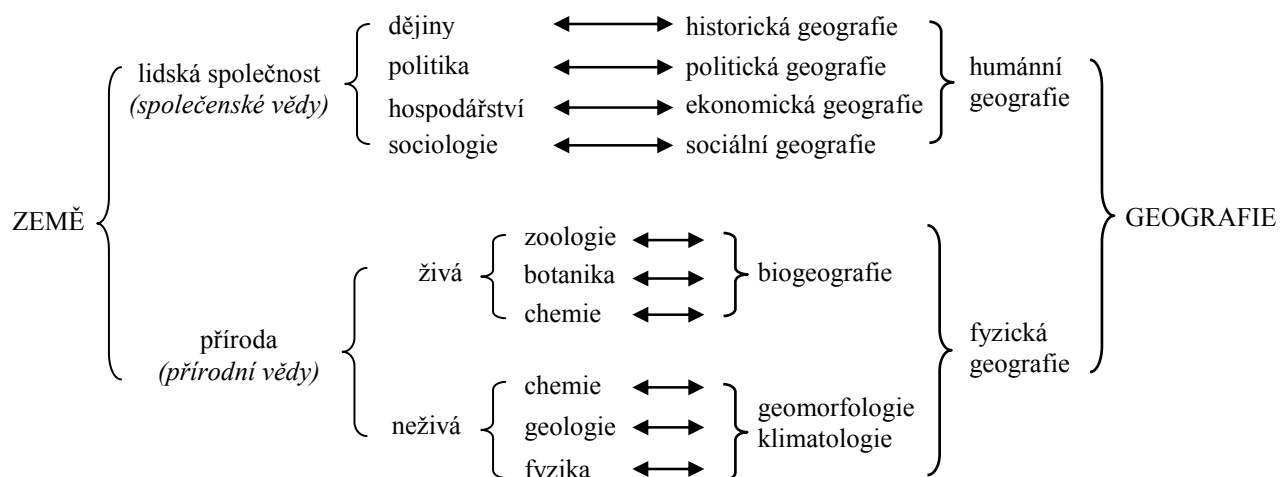 dějiny historická geografie
politika politická geografie
lidská společnost humánní
(společenské vědy) geografie
hospodářství ekonomická geografie
sociologie sociální geografie
ZEMĚ GEOGRAFIE
zoologie
živá botanika biogeografie
chemie
příroda fyzická
(přírodní vědy) geografie
chemie
geomorfologie
neživá geologie klimatologie
fyzika